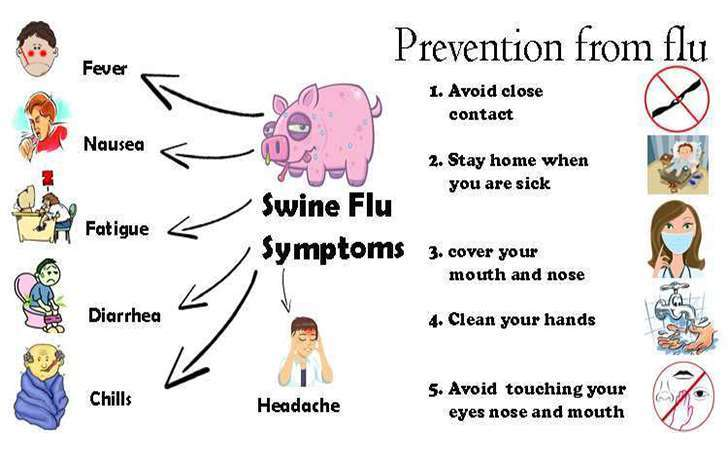 Prevention from flu
Fever
Nausea
Fatigue
Diarrhea
Chills
Swine Flu
Symptoms
Headache
1. Avoid close
contact
2. Stay home when
you are sick
3. cover your
mouth and nose
4. Clean your hands
5. Avoid touching your
eyes nose and mouth
Z